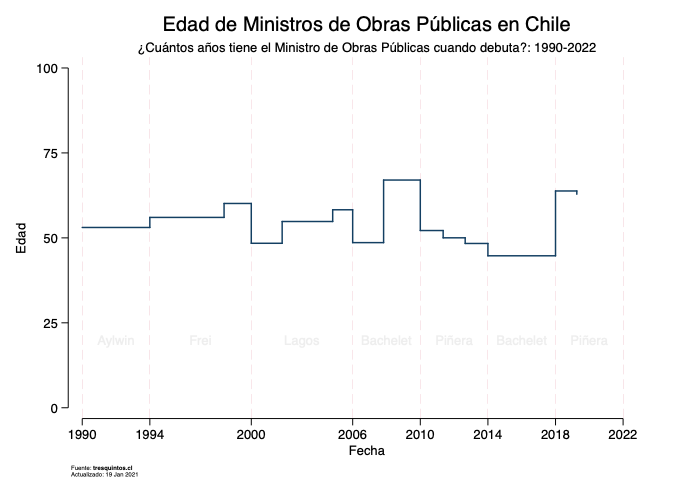 Edad de Ministros de Obras Públicas en Chile
¿Cuántos años tiene el Ministro de Obras Públicas cuando debuta?: 1990-2022
100
75
50
25
0
Edad
Aylwin Frei Lagos Bachelet Piñera Bachelet Piñera
1990 1994 2000 2006 2010 2014 2018 2022
Fecha
Fuente: tresquintos.cl
Actualizado: 19 Jan 2021